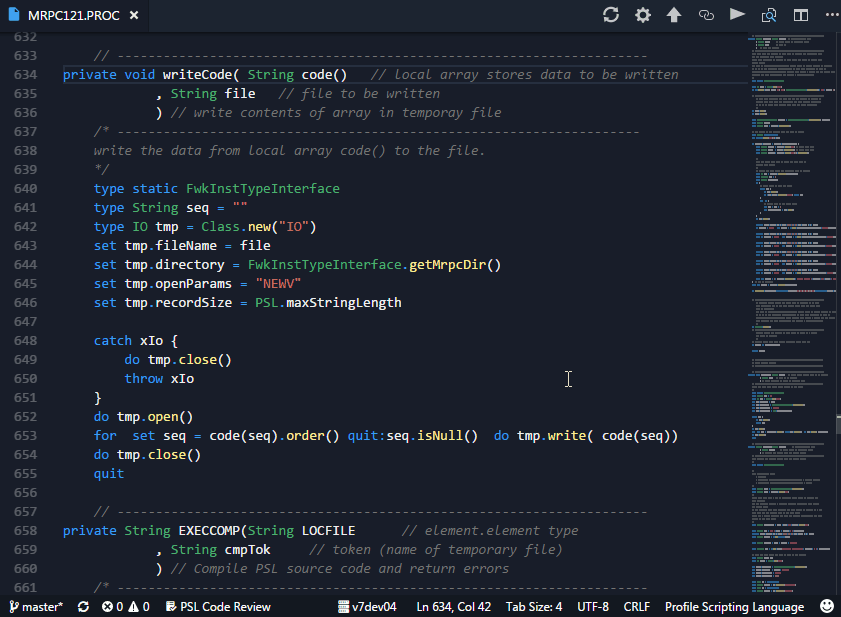 MRPC121.PROC ×
632
633 // --------------------------------------------------------------------
634 private void writeCode( String code() // local array stores data to be written
635 , String file // file to be written
636 ) // write contents of array in temporay file
637 /* -------------------------------------------------------------------
638 write the data from local array code() to the file.
639 */
640 type static FwkInstTypeInterface
641 type String seq = ""
642 type IO tmp = Class.new("IO")
643 set tmp.fileName = file
644 set tmp.directory = FwkInstTypeInterface.getMrpcDir()
645 set tmp.openParams = "NEWV"
646 set tmp.recordSize = PSL.maxStringLength
647
648 catch xIo {
649 do tmp.close()
650 throw xIo
651 }
652 do tmp.open()
653 for  set seq = code(seq).order() quit:seq.isNull()  do tmp.write( code(seq))
654 do tmp.close()
655 quit
656
657 // --------------------------------------------------------------------
658 private String EXECCOMP(String LOCFILE // element.element type
659 , String cmpTok // token (name of temporary file)
660 ) // Compile PSL source code and return errors
661 /* --------------------------------------------------------------------
master* 0 0 PSL Code Review v7dev04 Ln 634, Col 42 Tab Size: 4 UTF-8 CRLF Profile Scripting Language